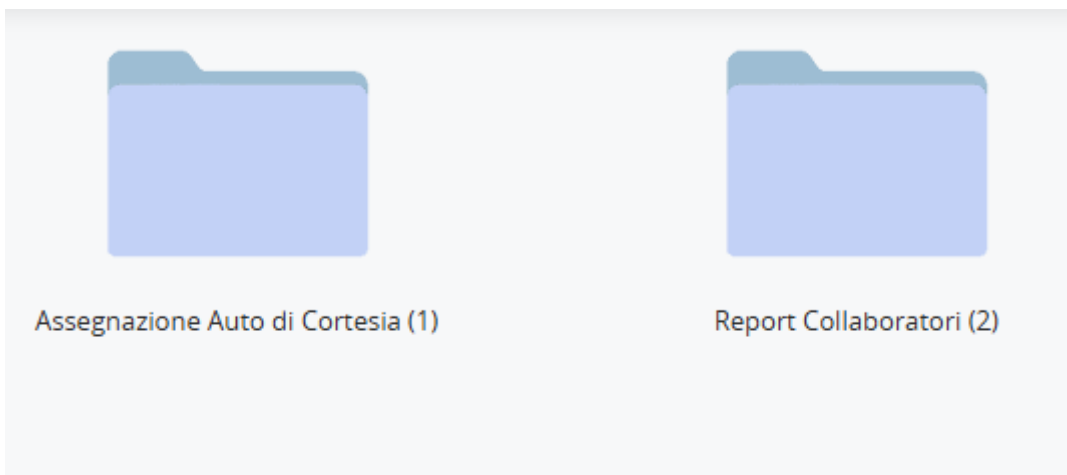 Assegnazione Auto di Cortesia (1)
Report Collaboratori (2)